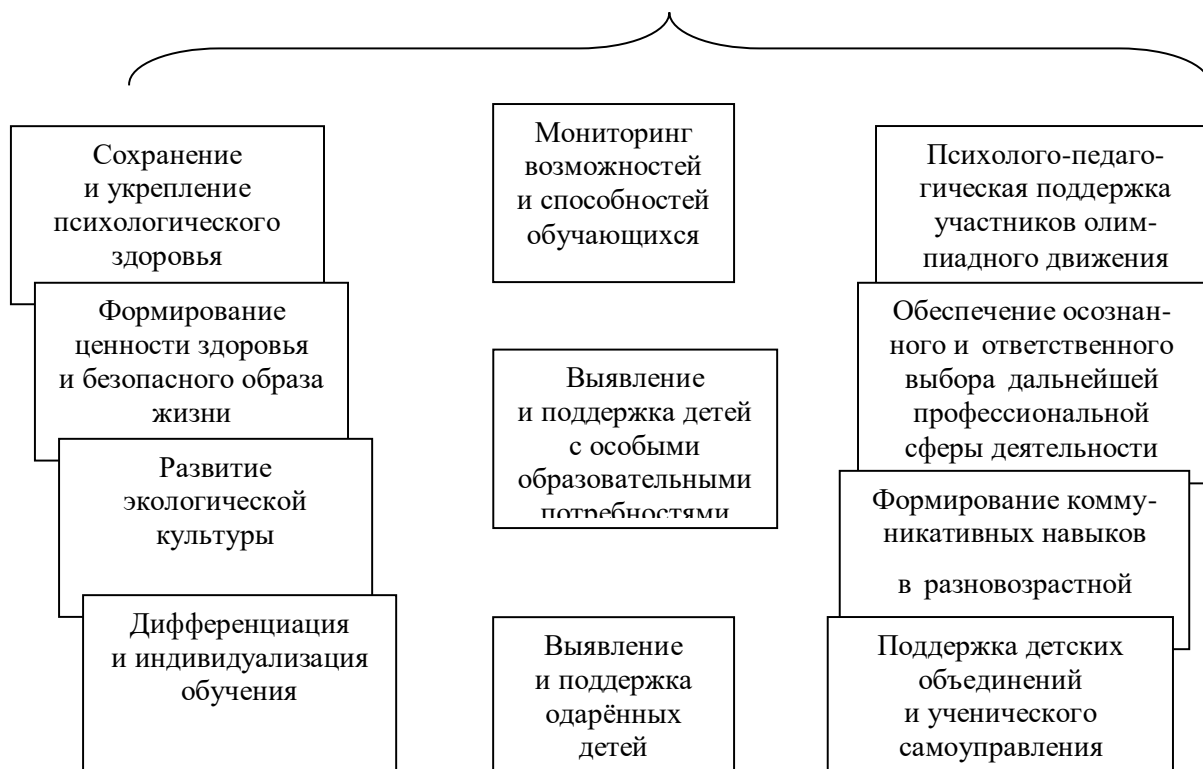 Сохранение
и укрепление
психологического
здоровья
Формирование
ценности здоровья
и безопасного образа
жизни
Развитие
экологической
культуры
Дифференциация
и индивидуализация
обучения
Мониторинг
возможностей
и способностей
обучающихся
Выявление
и поддержка детей
с особыми
образовательными
потребностями
Выявление
и поддержка
одарённых
детей
Психолого-педаго-
гическая поддержка
участников олим-
пиадного движения
Обеспечение осознан-
ного и ответственного
выбора дальнейшей
профессиональной
сферы деятельности
Формирование комму-
никативных навыков
в разновозрастной
Поддержка детских
объединений
и ученического
самоуправления